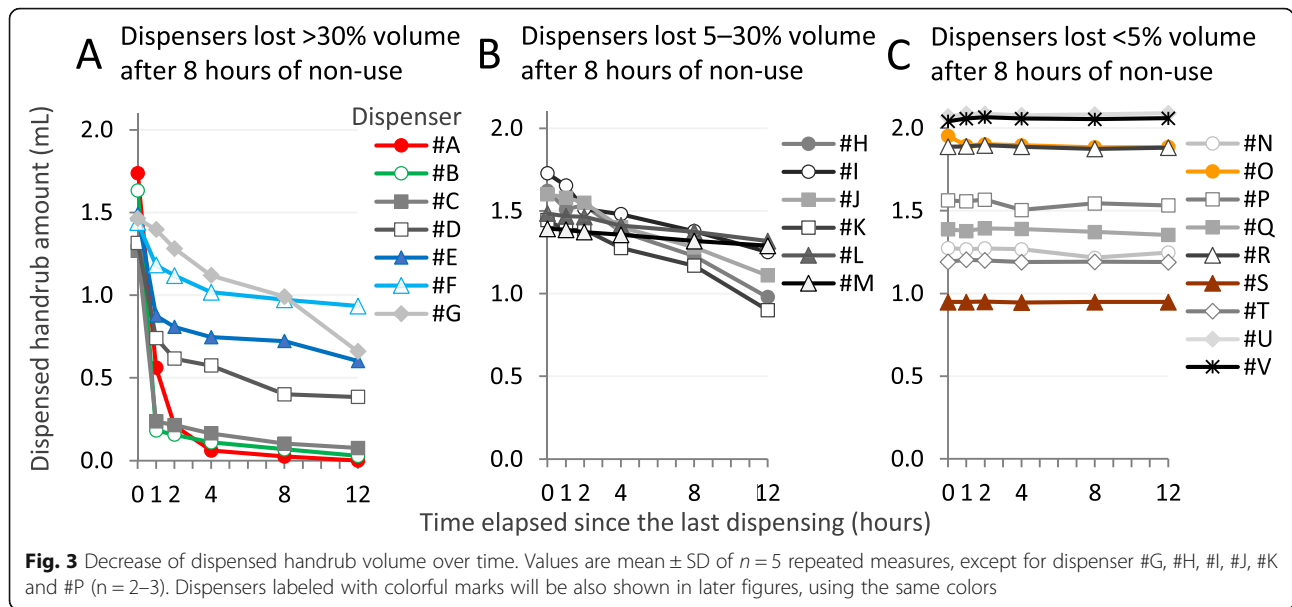 A Dispensers lost >30% volume
after 8 hours of non-use
B Dispensers lost 5–30% volume
after 8 hours of non-use
C Dispensers lost <5% volume
after 8 hours of non-use
Dispensed handrub amount (mL)
2.0
1.5
1.0
0.5
0.0
0 1 2 4 8 12
Dispenser
#A
#B
#C
#D
#E
#F
#G
2.0
1.5
1.0
0.5
0.0
0 1 2 4 8 12
#H
#I
#J
#K
#L
#M
2.0
1.5
1.0
0.5
0.0
0 1 2 4 8 12
#N
#O
#P
#Q
#R
#S
#T
#U
#V
Time elapsed since the last dispensing (hours)
Fig. 3 Decrease of dispensed handrub volume over time. Values are mean ± SD of n = 5 repeated measures, except for dispenser #G, #H, #I, #J, #K
and #P (n = 2–3). Dispensers labeled with colorful marks will be also shown in later figures, using the same colors